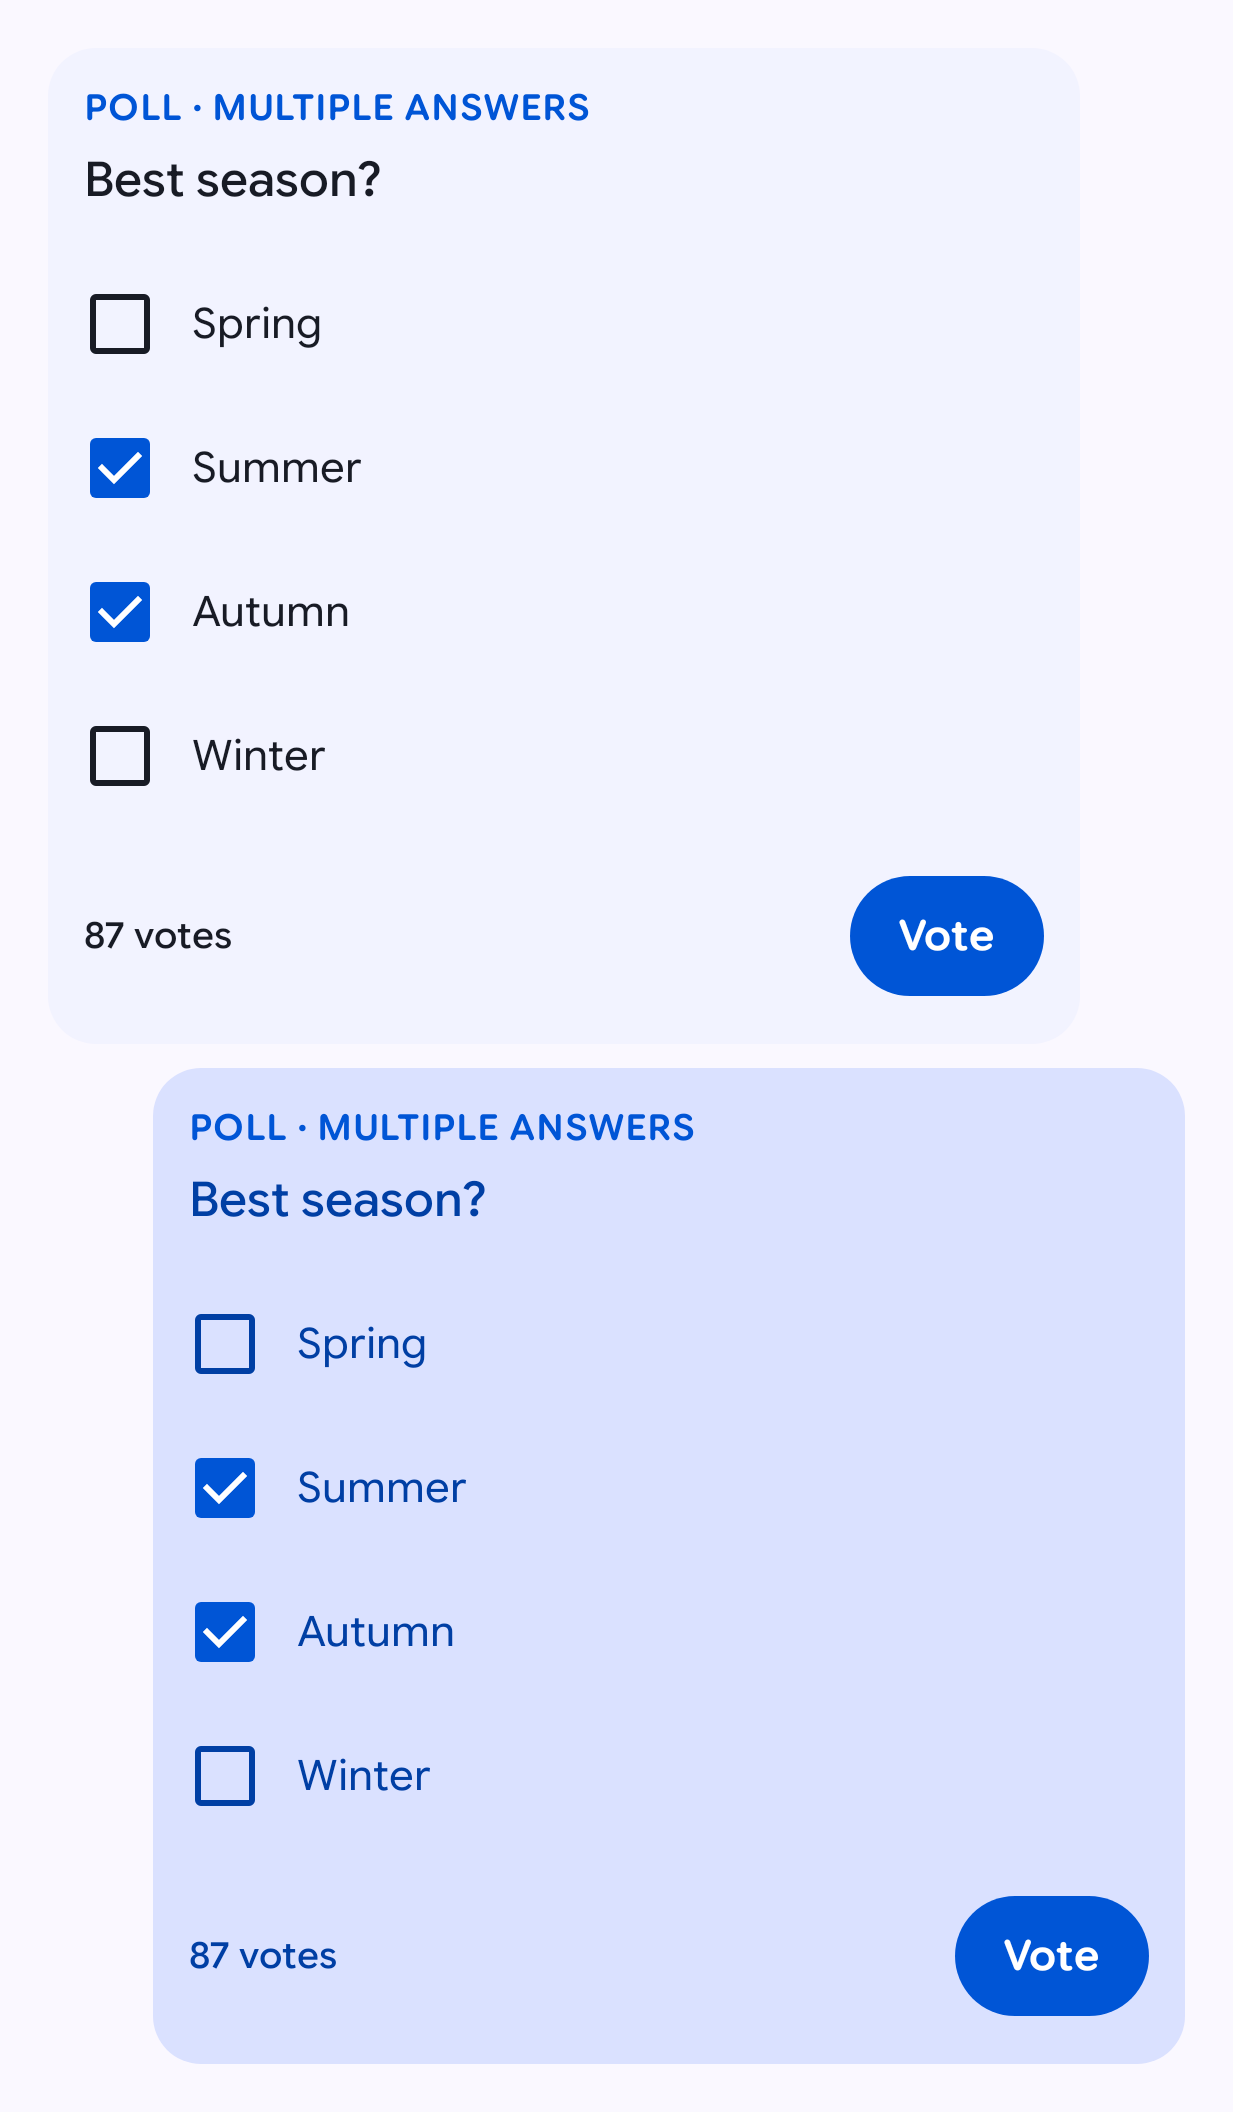 POLL · MULTIPLE ANSWERS
Best season?
Spring
Summer
Autumn
Winter
87 votes
Vote
POLL · MULTIPLE ANSWERS
Best season?
Spring
Summer
Autumn
Winter
87 votes
Vote